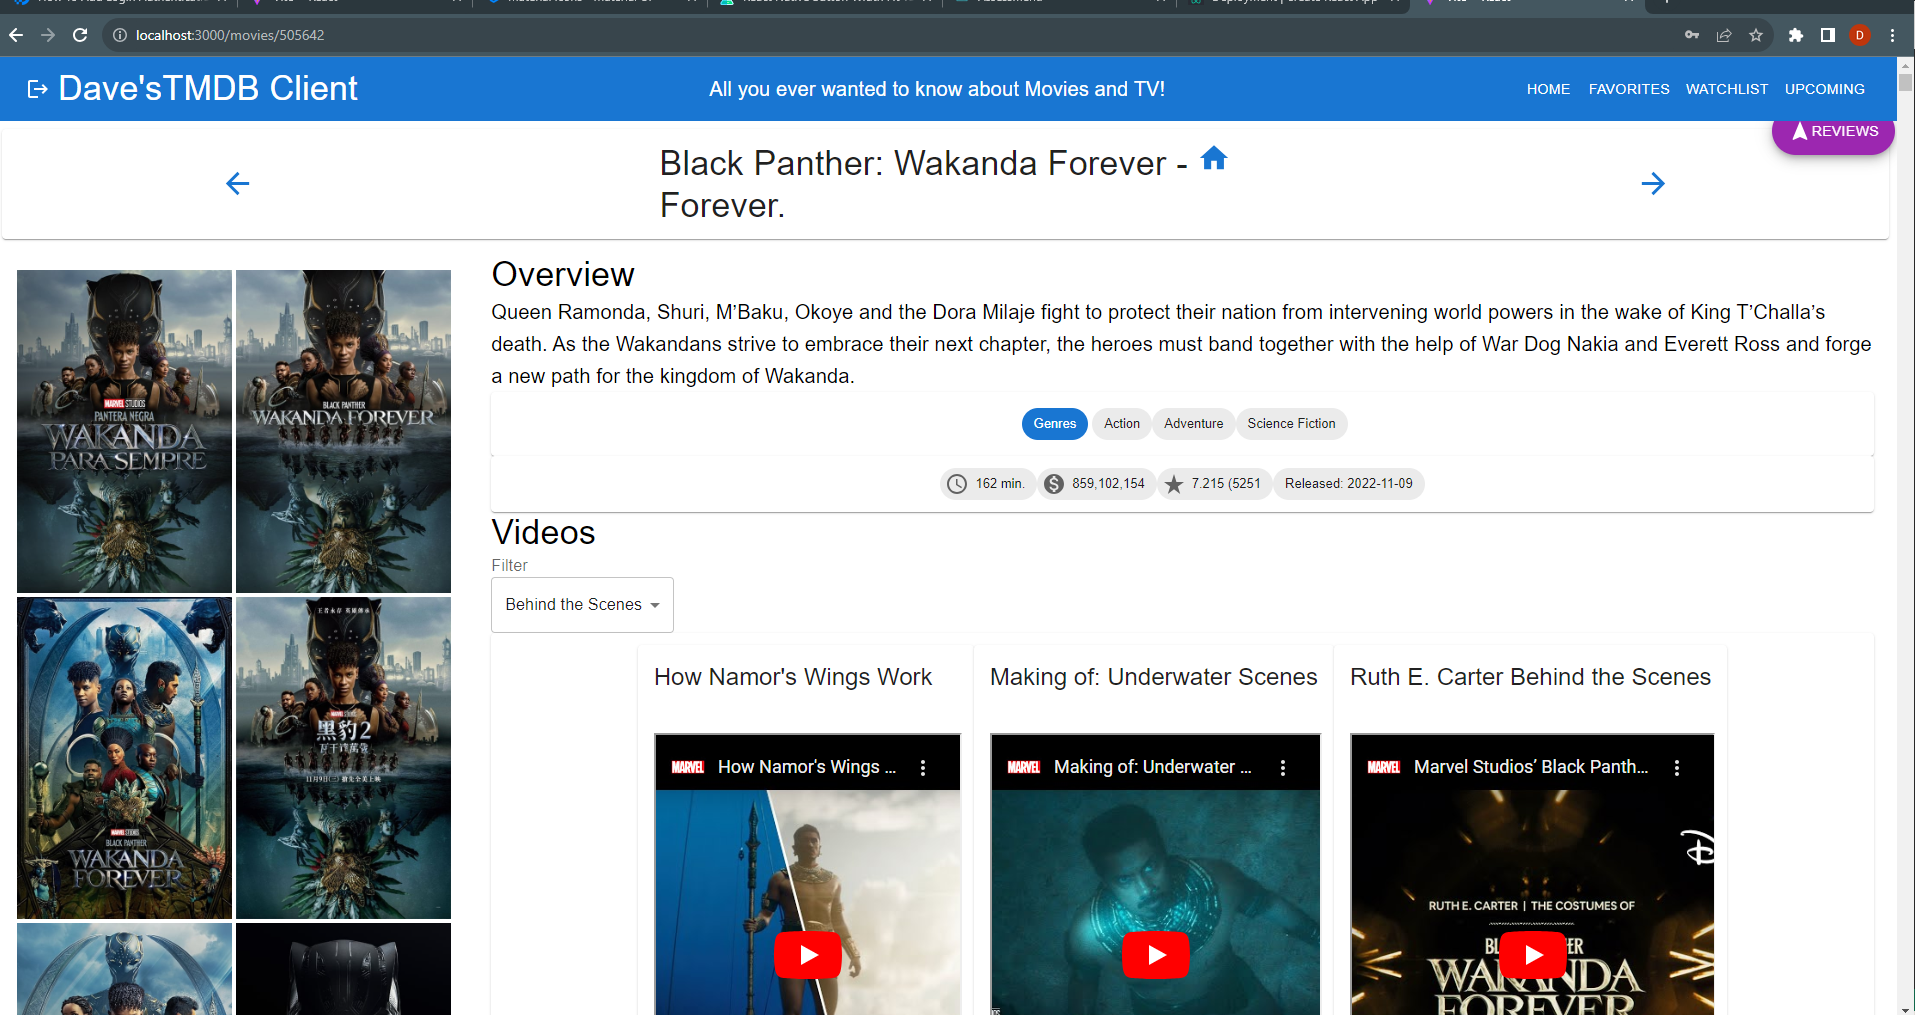 localhost:3000/movies/505642
D
Dave'sTMDB Client
All you ever wanted to know about Movies and TV!
HOME
FAVORITES
WATCHLIST
UPCOMING
REVIEWS
Black Panther: Wakanda Forever -
Forever.
Overview
Queen Ramonda, Shuri, M’Baku, Okoye and the Dora Milaje fight to protect their nation from intervening world powers in the wake of King T’Challa’s
death. As the Wakandans strive to embrace their next chapter, the heroes must band together with the help of War Dog Nakia and Everett Ross and forge
a new path for the kingdom of Wakanda.
Genres
Action
Adventure
Science Fiction
162 min.
859,102,154
7.215 (5251
Released: 2022-11-09
Videos
Filter
Behind the Scenes
How Namor's Wings Work
Making of: Underwater Scenes
Ruth E. Carter Behind the Scenes
MARVEL
How Namor's Wings ...
MARVEL
Making of: Underwater ...
MARVEL
Marvel Studios’ Black Panth...
RUTH E. CARTER | THE COSTUMES OF
WAKANDA
FOREVER
MARVEL STUDIOS
PANTERA NEGRA
WAKANDA
PARA SEMPRE
BLACK PANTHER
WAKANDA FOREVER
MARVEL STUDIOS
BLACK PANTHER
WAKANDA
FOREVER
黑豹2